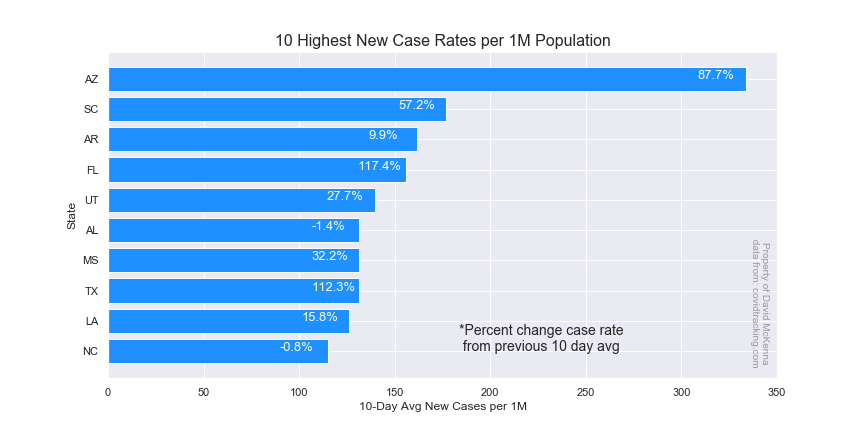 10 Highest New Case Rates per 1M Population
AZ
87.7%
SC
57.2%
AR
9.9%
FL
117.4%
UT
27.7%
AL
-1.4%
MS
32.2%
TX
112.3%
LA
15.8%
NC
-0.8%
State
*Percent change case rate
from previous 10 day avg
Property of David McKenna
data from: covidtracking.com
0 50 100 150 200 250 300 350
10-Day Avg New Cases per 1M